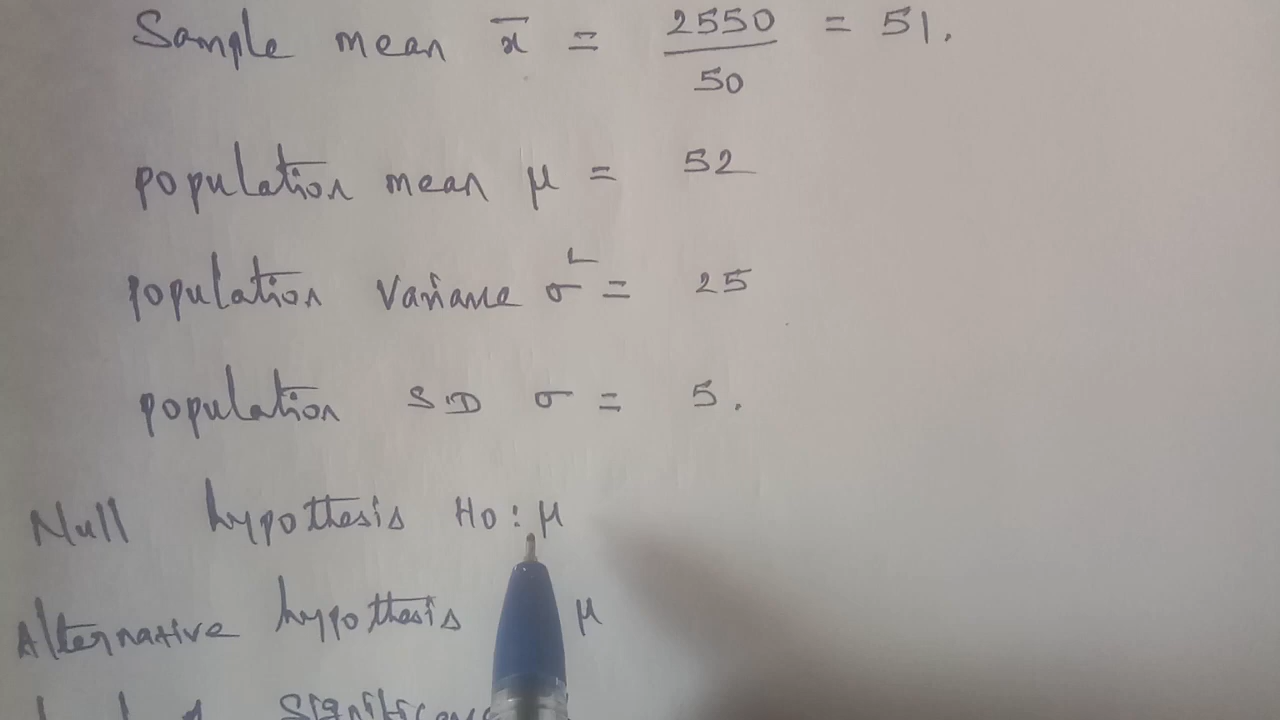 Sample mean x̄ = 2550/50 = 51.
population mean μ = 52
population variance σ² = 25
population S.D σ = 5.
Null hypothesis H0: μ
Alternative hypothesis μ